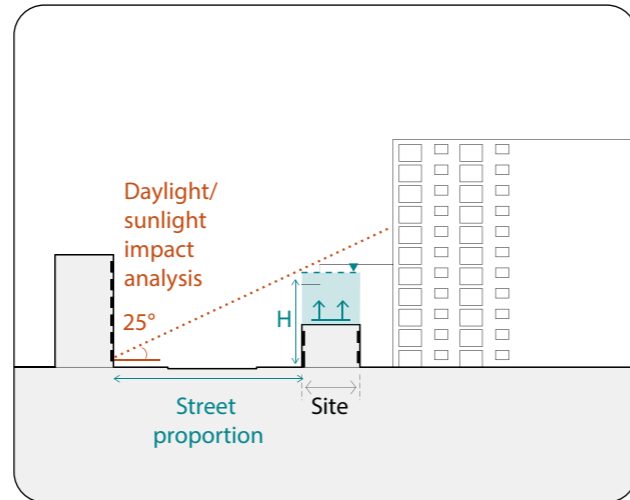 Daylight/
sunlight
impact
analysis
25°
H
Street
proportion
Site